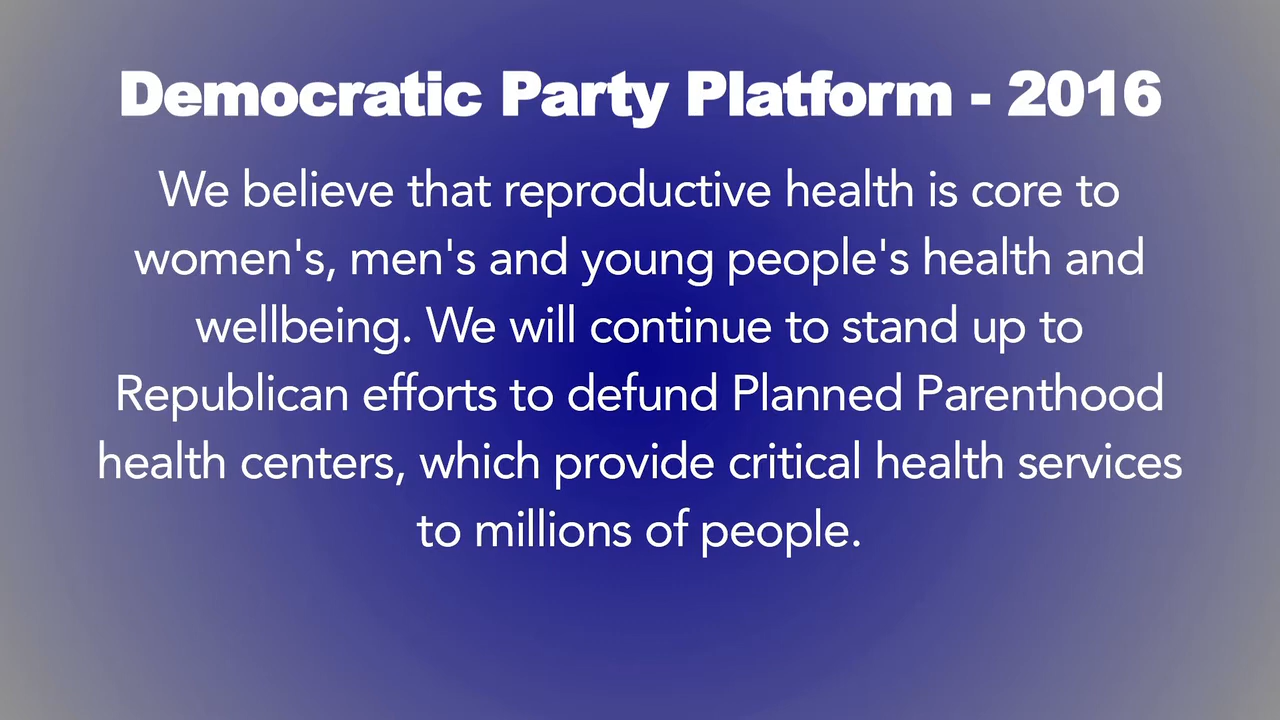 Democratic Party Platform - 2016
We believe that reproductive health is core to
women's, men's and young people's health and
wellbeing. We will continue to stand up to
Republican efforts to defund Planned Parenthood
health centers, which provide critical health services
to millions of people.